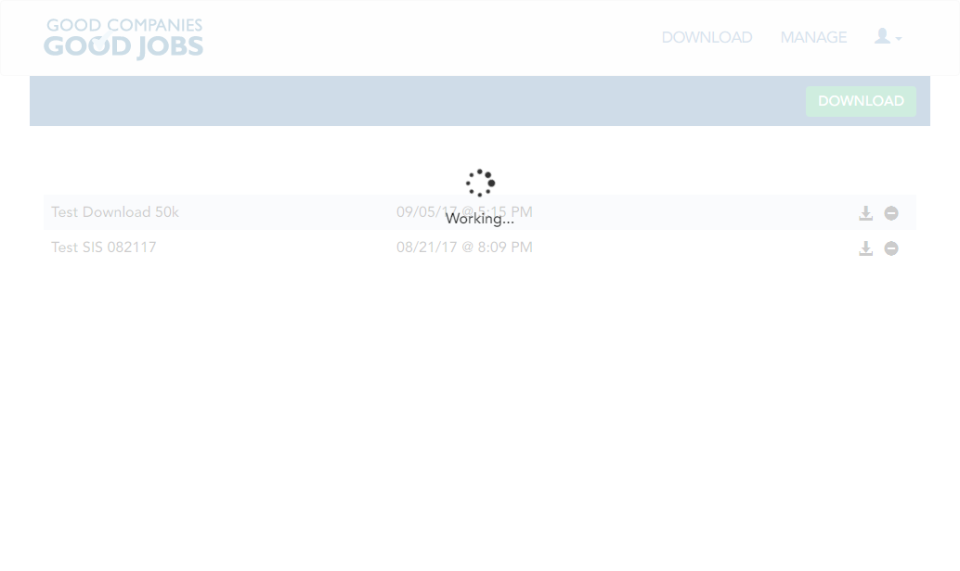 GOOD COMPANIES
GOOD JOBS
DOWNLOAD MANAGE
DOWNLOAD
Test Download 50k 09/05/17 @ 5:15 PM
Working...
Test SIS 082117 08/21/17 @ 8:09 PM